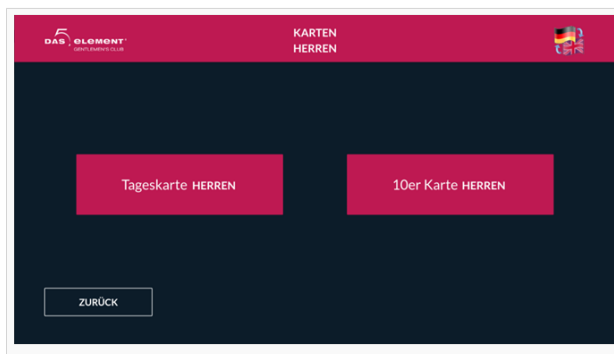 5
DAS element
GENTLEMEN'S CLUB
KARTEN
HERREN
Tageskarte HERREN
10er Karte HERREN
ZURÜCK